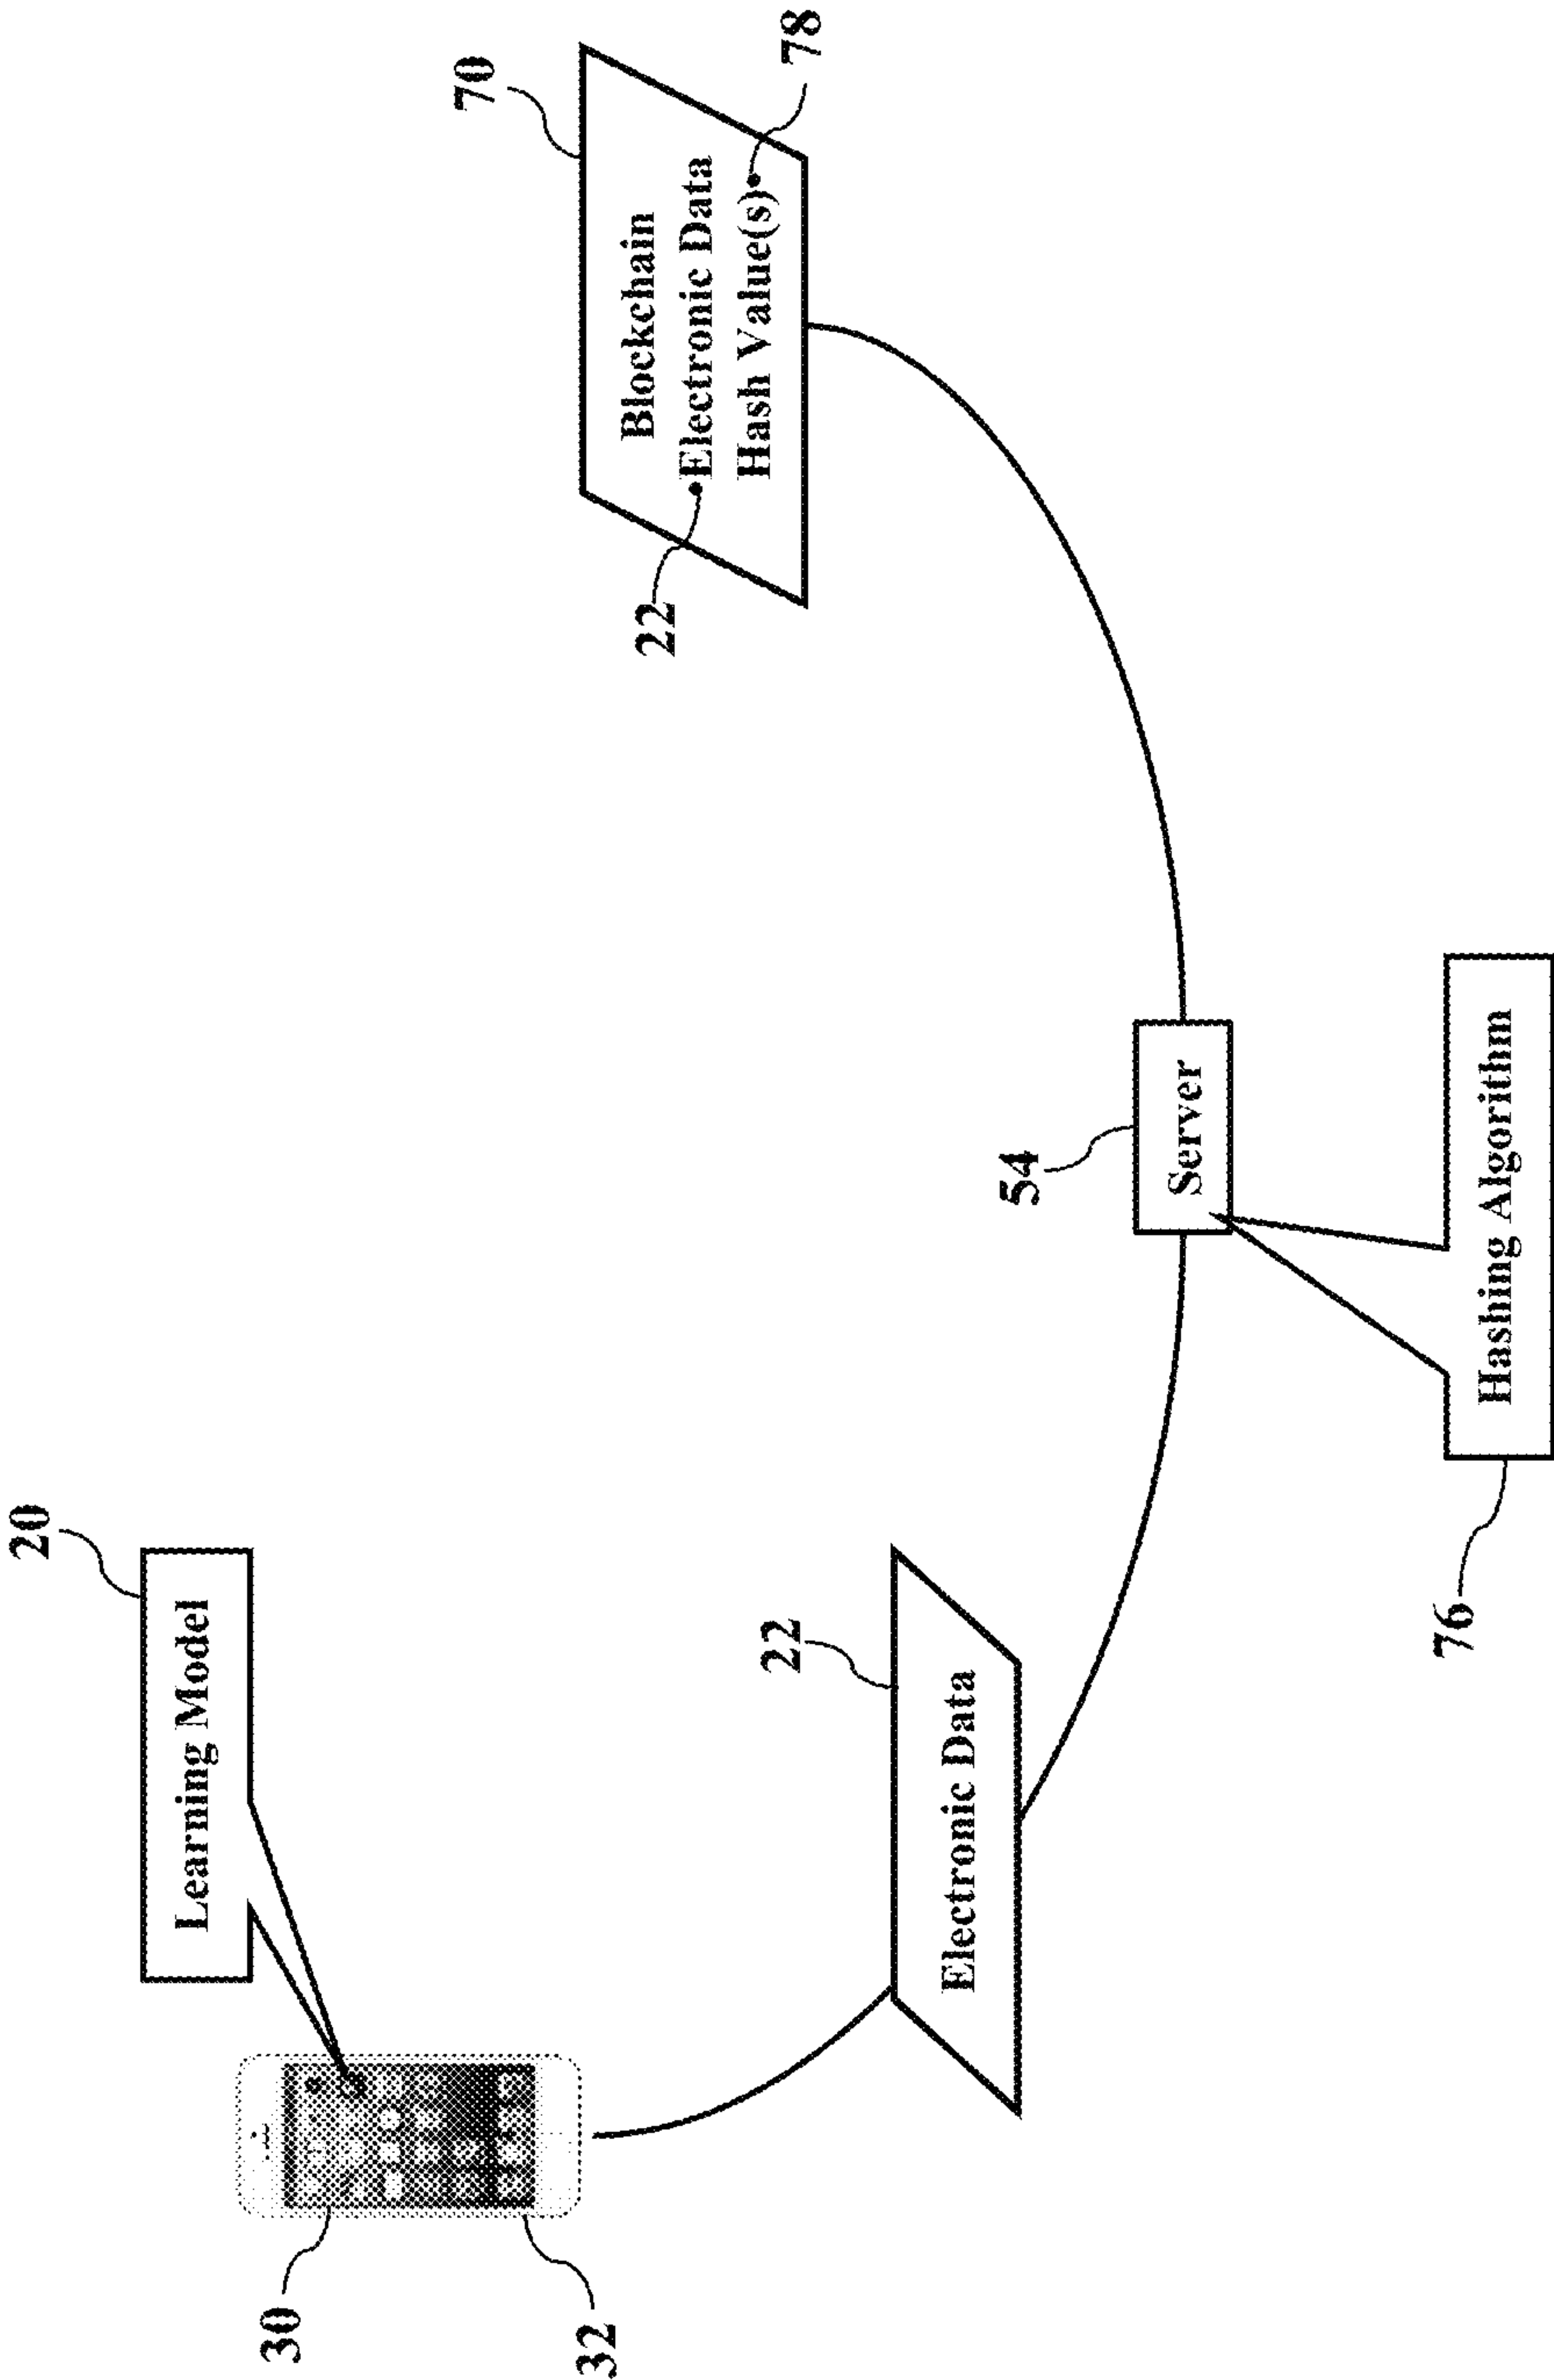 20
Learning Model
30
32
22
Electronic Data
54
Server
76
Hashing Algorithm
70
Blockchain
Electronic Data
Hash Value(s)
22
78